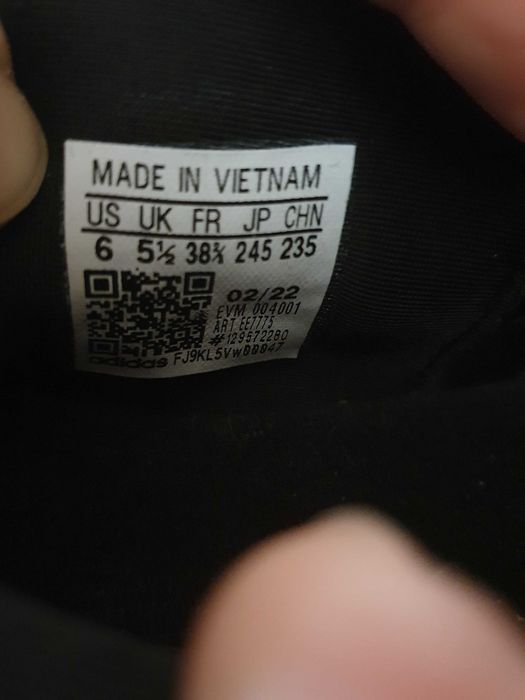 MADE IN VIETNAM
US UK FR JP CHN
6 5½ 38⅔ 245 235
02/22
EVM 004001
ART EE7775
#129572280
adidas FJ9KL5VW00047